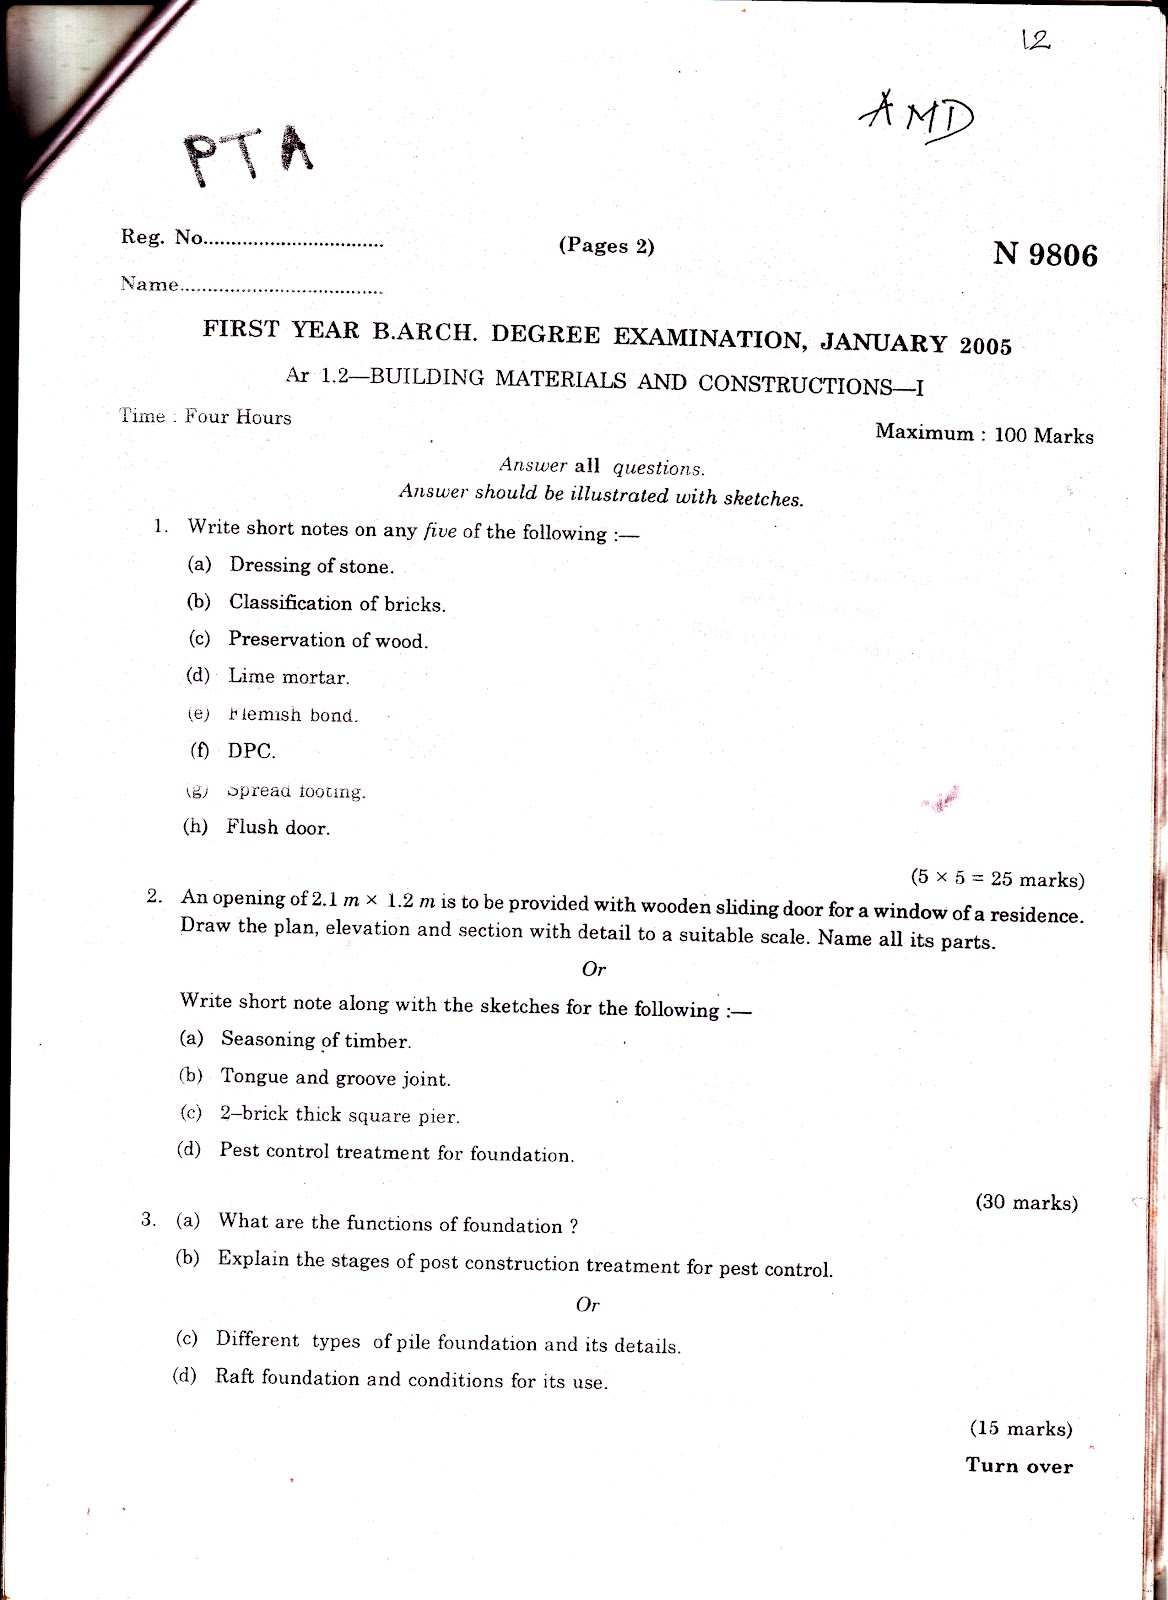 12
AMD
PTA
Reg. No.................................
(Pages 2)
N 9806
Name.....................................
FIRST YEAR B.ARCH. DEGREE EXAMINATION, JANUARY 2005
Ar 1.2—BUILDING MATERIALS AND CONSTRUCTIONS—I
Time : Four Hours
Maximum : 100 Marks
Answer all questions.
Answer should be illustrated with sketches.
1. Write short notes on any five of the following :—
(a) Dressing of stone.
(b) Classification of bricks.
(c) Preservation of wood.
(d) Lime mortar.
(e) Flemish bond.
(f) DPC.
(g) Spread footing.
(h) Flush door.
(5 × 5 = 25 marks)
2. An opening of 2.1 m × 1.2 m is to be provided with wooden sliding door for a window of a residence.
Draw the plan, elevation and section with detail to a suitable scale. Name all its parts.
Or
Write short note along with the sketches for the following :—
(a) Seasoning of timber.
(b) Tongue and groove joint.
(c) 2–brick thick square pier.
(d) Pest control treatment for foundation.
(30 marks)
3. (a) What are the functions of foundation ?
(b) Explain the stages of post construction treatment for pest control.
Or
(c) Different types of pile foundation and its details.
(d) Raft foundation and conditions for its use.
(15 marks)
Turn over